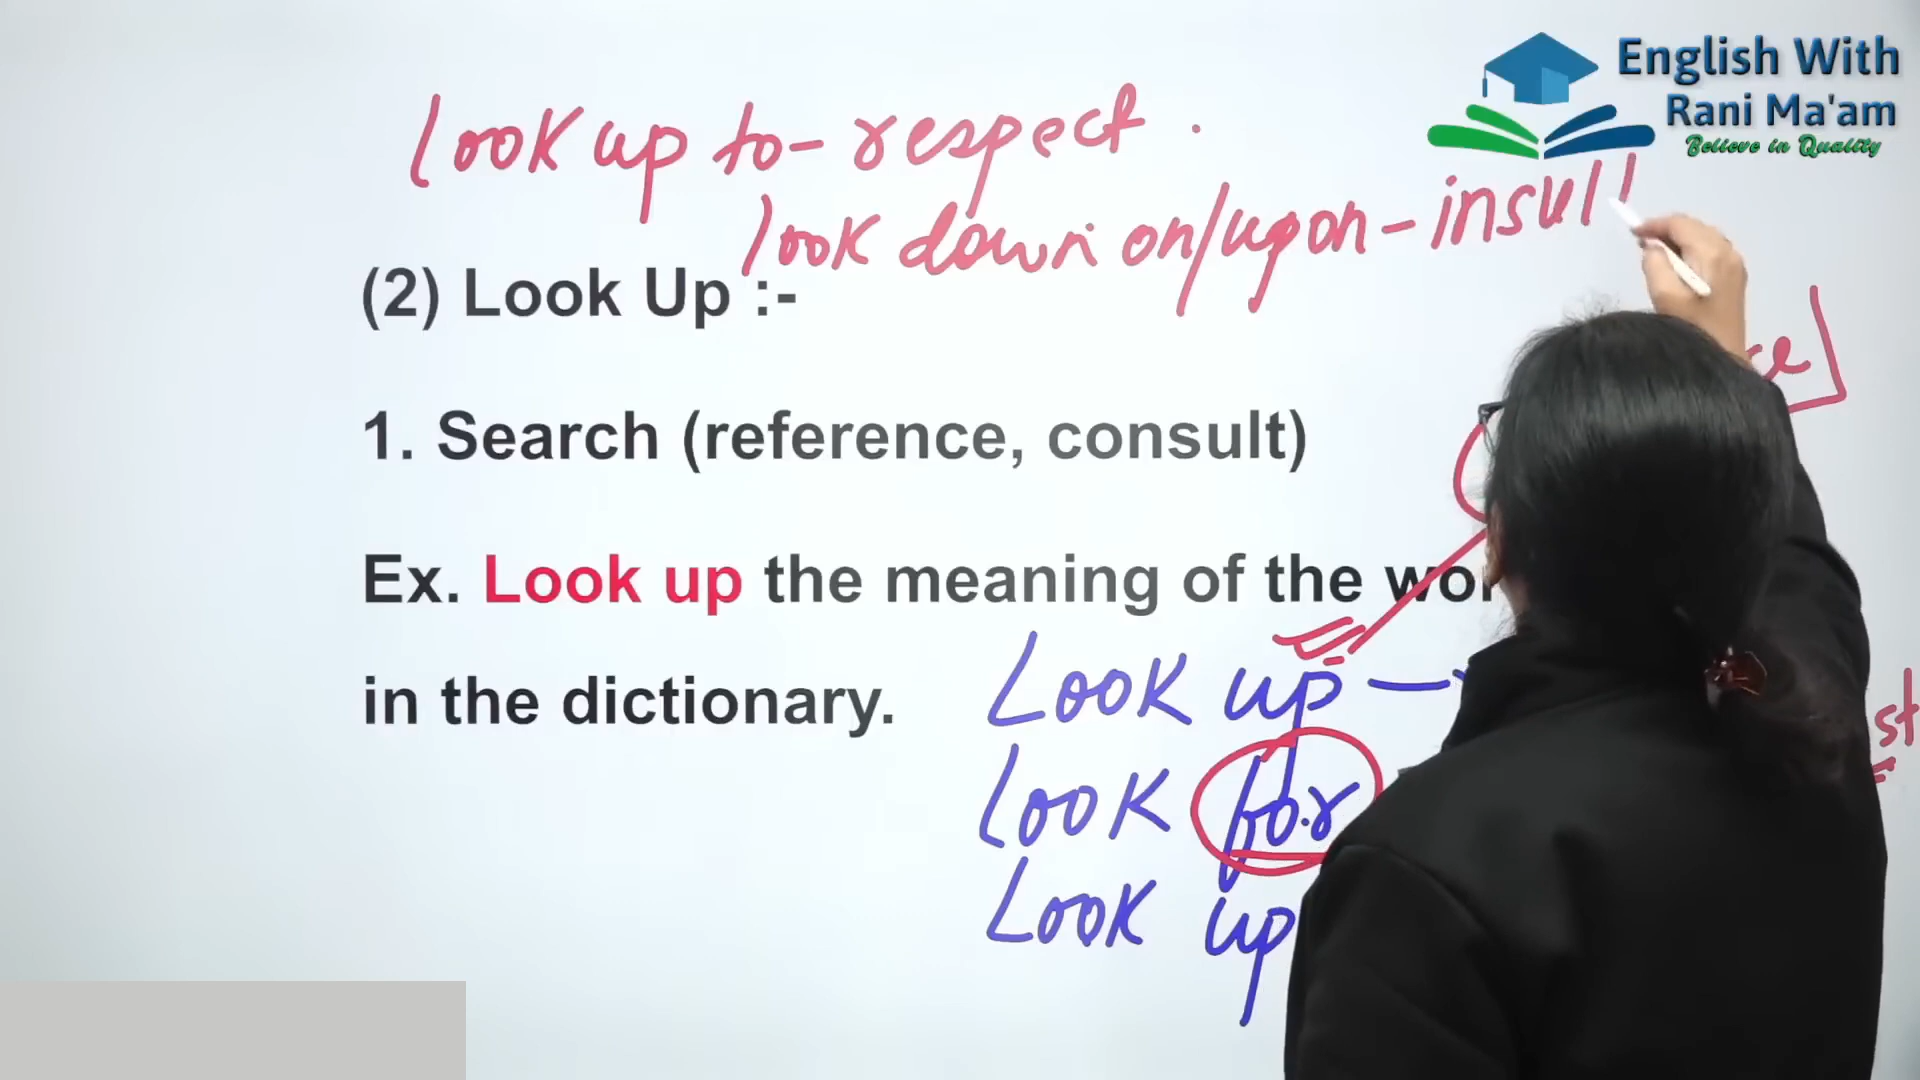 English With
Rani Ma'am
Believe in Quality
look up to - respect.
look down on/upon - insult
(2) Look Up :-
1. Search (reference, consult)
Ex. Look up the meaning of the
in the dictionary.
Look up -
st
Look for
Look up